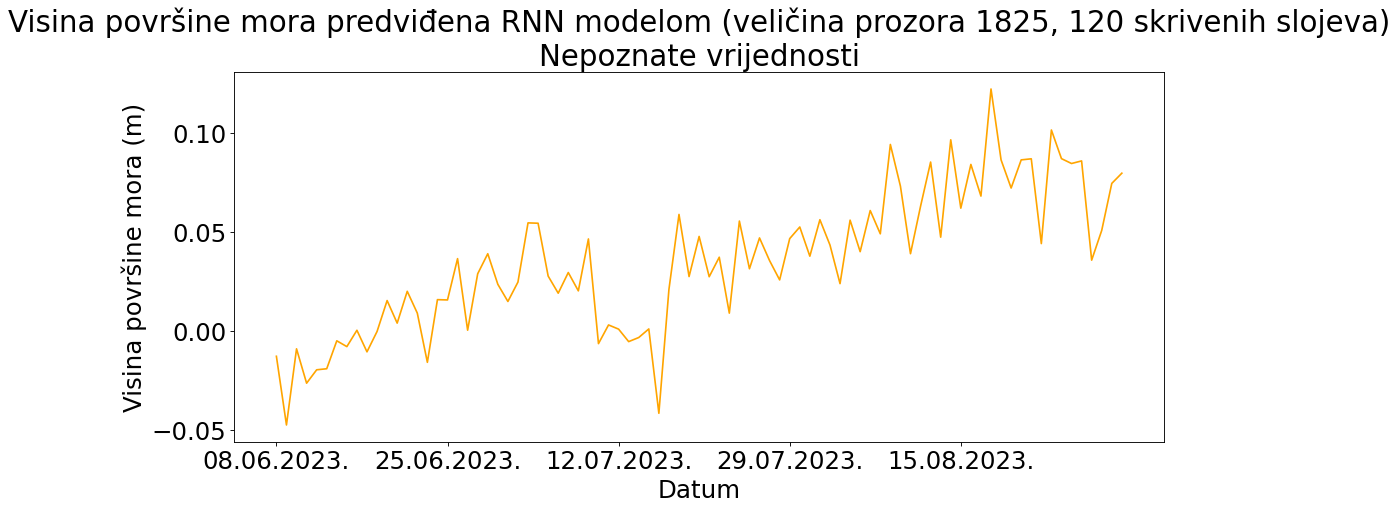 Visina površine mora predviđena RNN modelom (veličina prozora 1825, 120 skrivenih slojeva)
Nepoznate vrijednosti
Visina površine mora (m)
0.10
0.05
0.00
−0.05
08.06.2023. 25.06.2023. 12.07.2023. 29.07.2023. 15.08.2023.
Datum